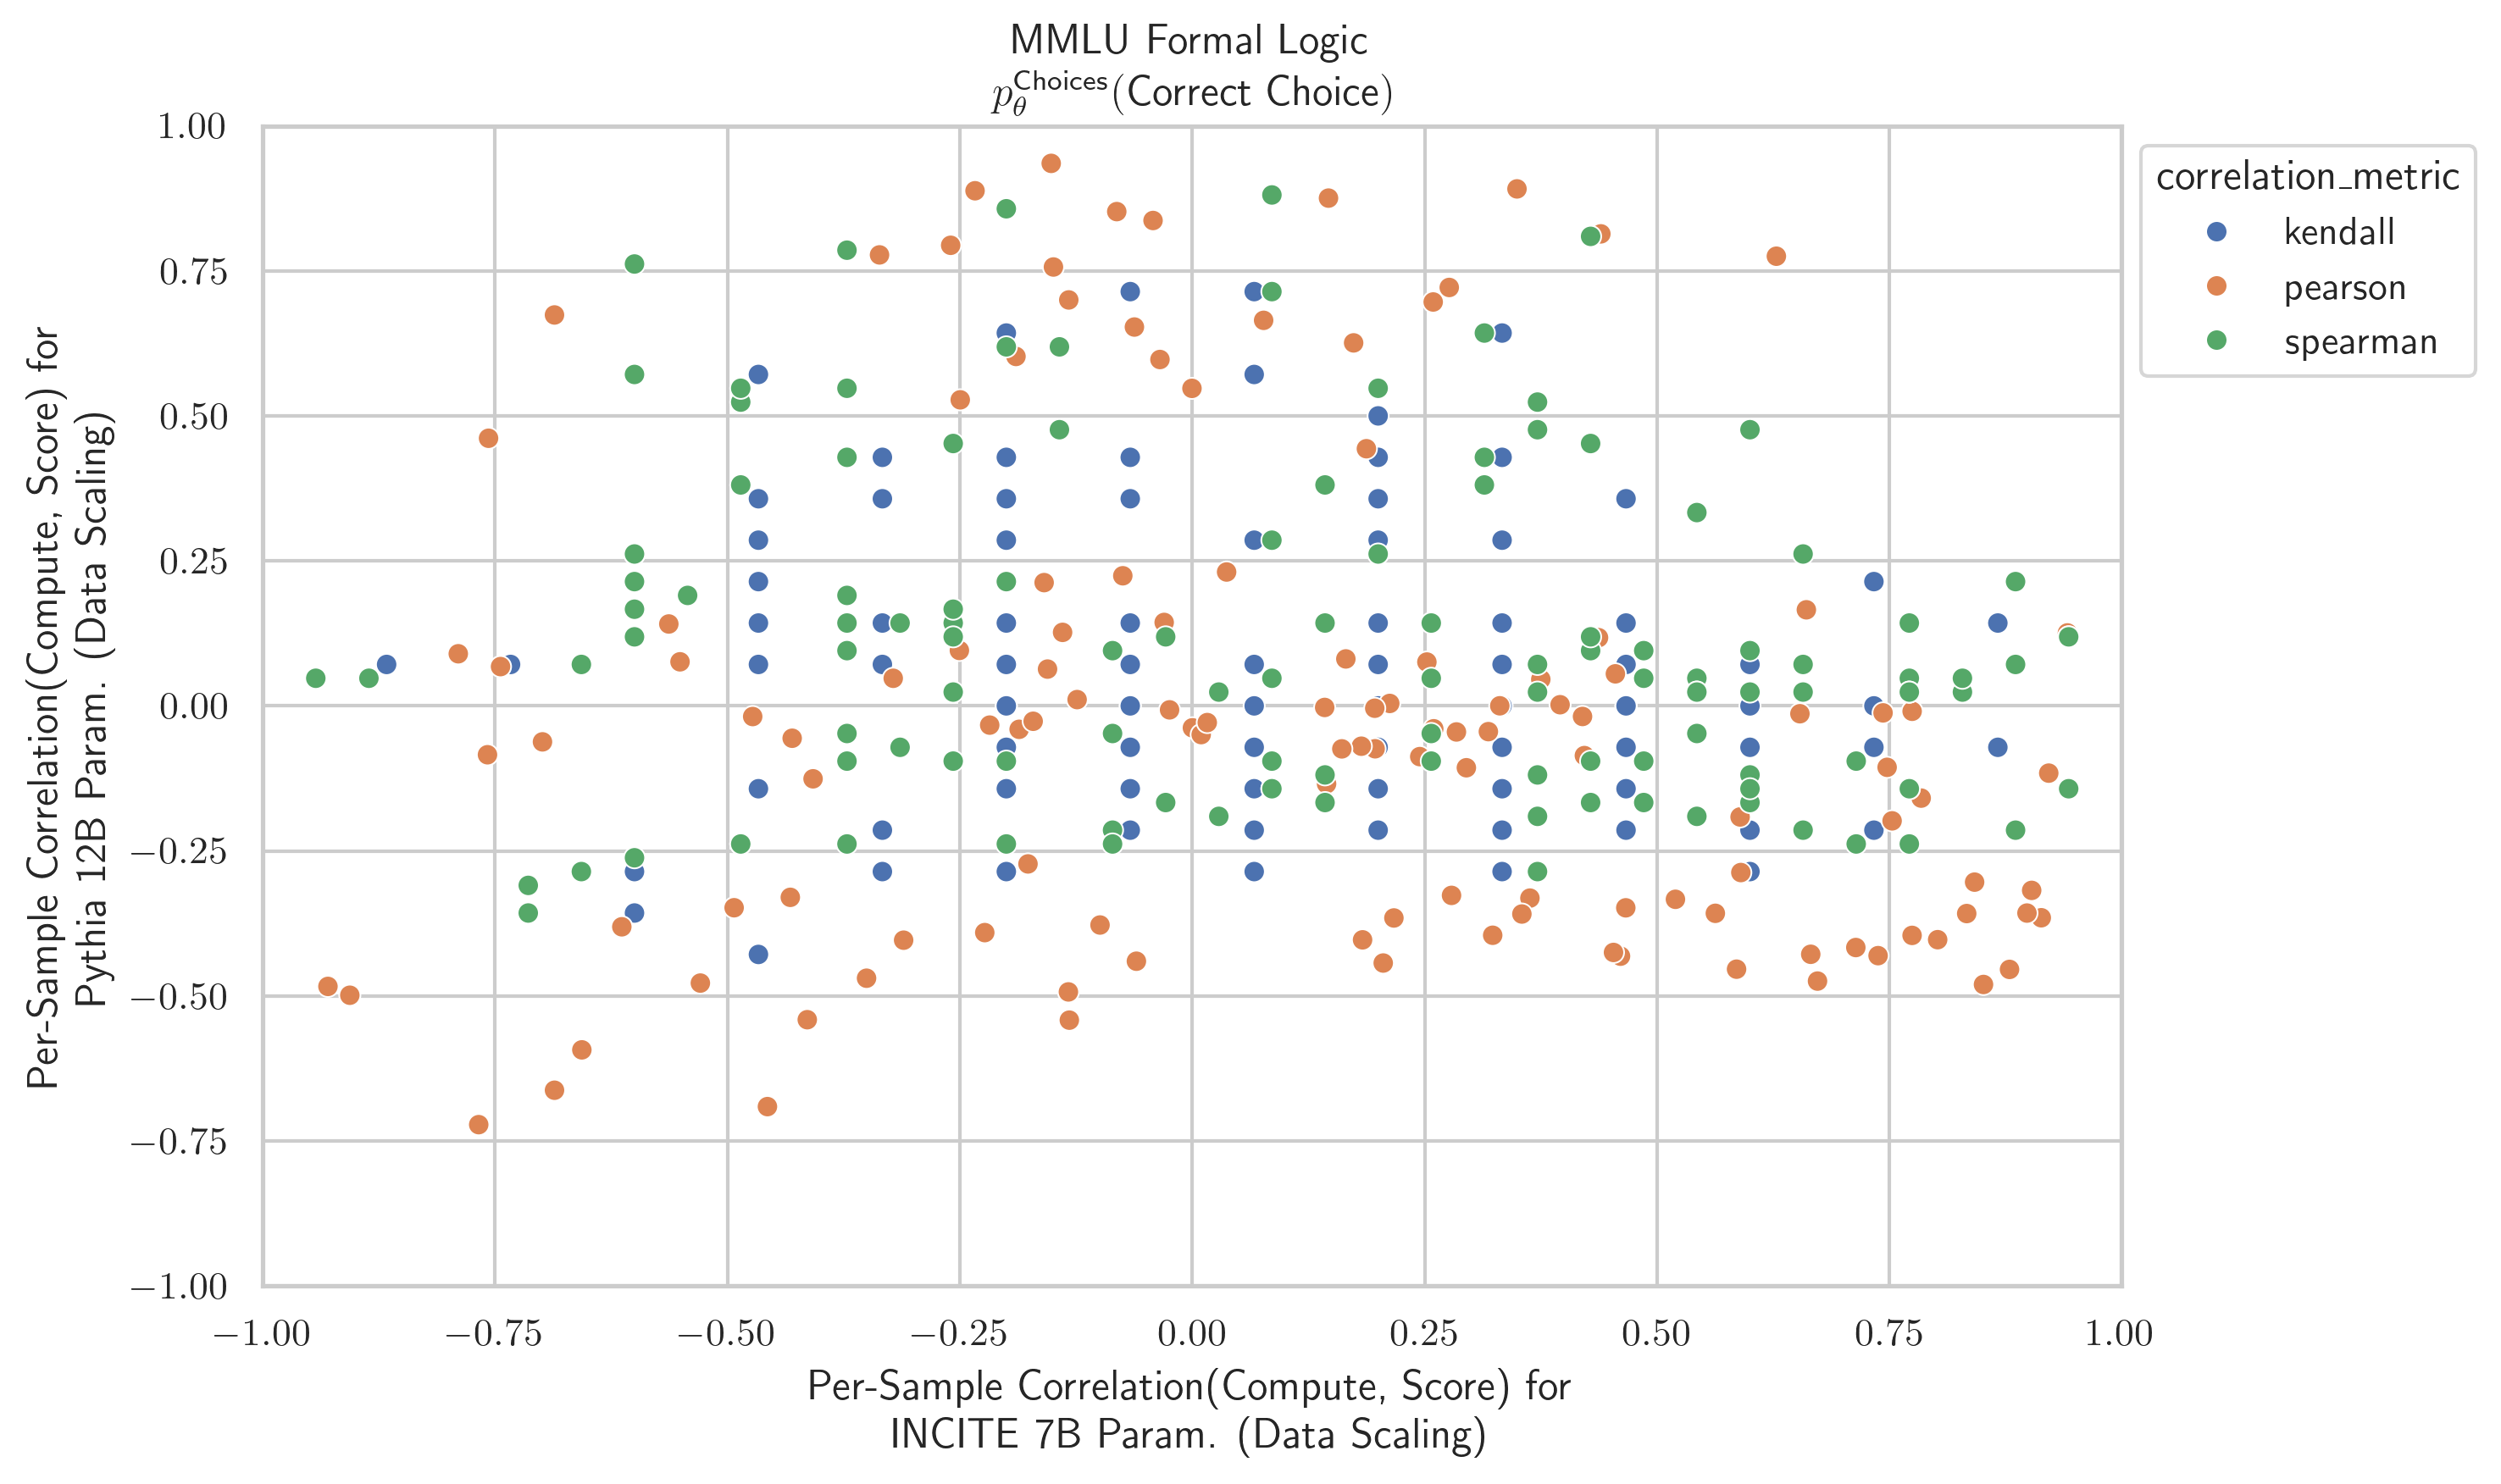 MMLU Formal Logic
p_θ^Choices(Correct Choice)
1.00
0.75
0.50
0.25
0.00
−0.25
−0.50
−0.75
−1.00
Per-Sample Correlation(Compute, Score) for
Pythia 12B Param. (Data Scaling)
correlation_metric
kendall
pearson
spearman
−1.00 −0.75 −0.50 −0.25 0.00 0.25 0.50 0.75 1.00
Per-Sample Correlation(Compute, Score) for
INCITE 7B Param. (Data Scaling)